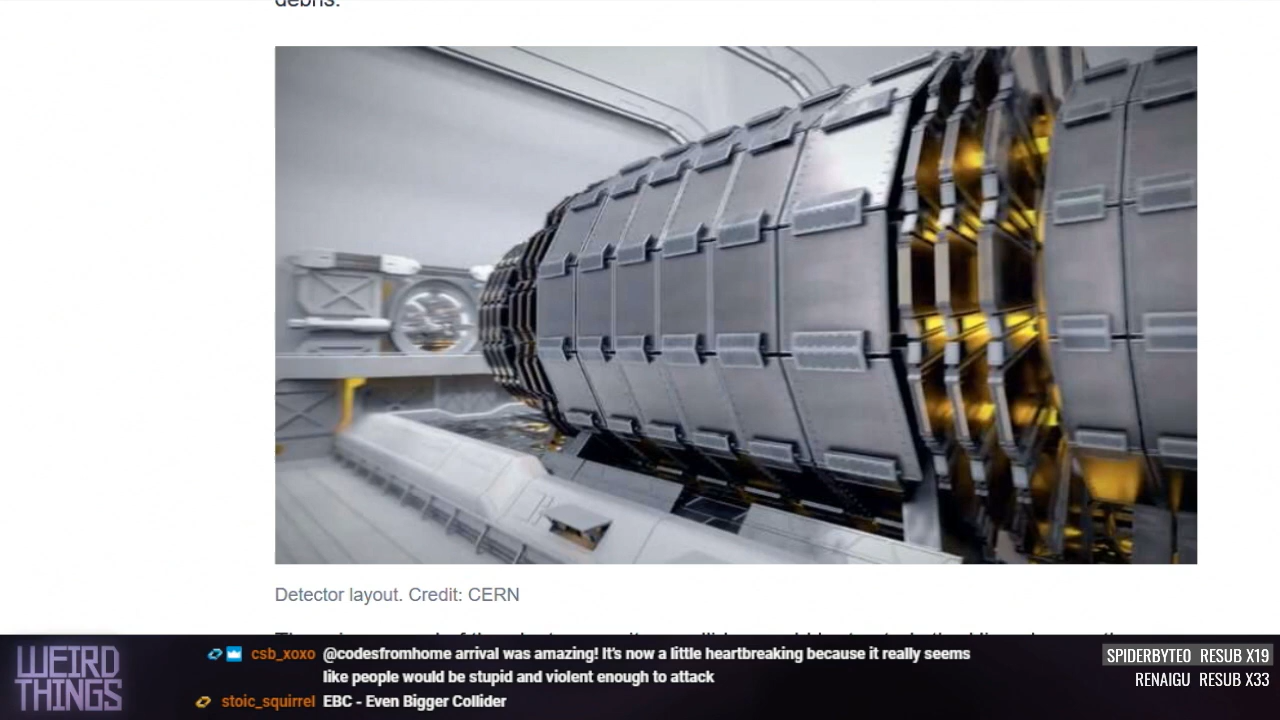 debris.
Detector layout. Credit: CERN
WEIRD
THINGS
csb_xoxo @codesfromhome arrival was amazing! It's now a little heartbreaking because it really seems
like people would be stupid and violent enough to attack
stoic_squirrel EBC - Even Bigger Collider
SPIDERBYTE0 RESUB X19
RENAIGU RESUB X33